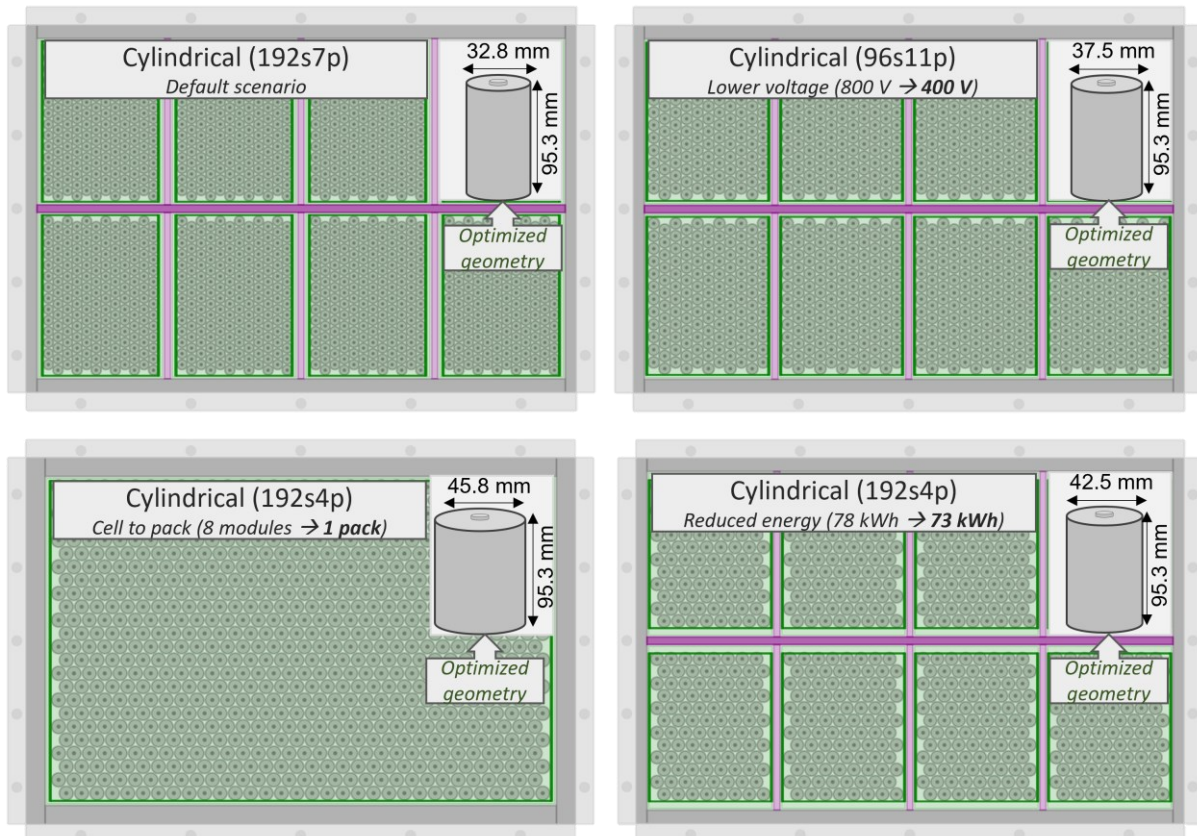 Cylindrical (192s7p)
Default scenario
32.8 mm
95.3 mm
Optimized
geometry
Cylindrical (96s11p)
Lower voltage (800 V → 400 V)
37.5 mm
95.3 mm
Optimized
geometry
Cylindrical (192s4p)
Cell to pack (8 modules → 1 pack)
45.8 mm
95.3 mm
Optimized
geometry
Cylindrical (192s4p)
Reduced energy (78 kWh → 73 kWh)
42.5 mm
95.3 mm
Optimized
geometry